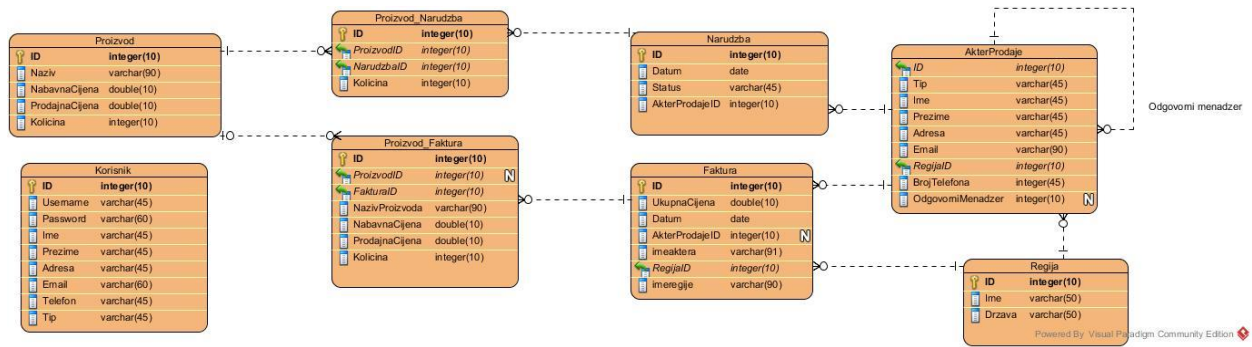 Proizvod
ID integer(10)
Naziv varchar(90)
NabavnaCijena double(10)
ProdajnaCijena double(10)
Kolicina integer(10)
Proizvod_Narudzba
ID integer(10)
ProizvodID integer(10)
NarudzbaID integer(10)
Kolicina integer(10)
Narudzba
ID integer(10)
Datum date
Status varchar(45)
AkterProdajeID integer(10)
AkterProdaje
ID integer(10)
Tip varchar(45)
Ime varchar(45)
Prezime varchar(45)
Adresa varchar(45)
Email varchar(90)
RegijaID integer(10)
BrojTelefona integer(45)
OdgovorniMenadzer integer(10) N
Odgovorni menadzer
Korisnik
ID integer(10)
Username varchar(45)
Password varchar(60)
Ime varchar(45)
Prezime varchar(45)
Adresa varchar(45)
Email varchar(60)
Telefon varchar(45)
Tip varchar(45)
Proizvod_Faktura
ID integer(10)
ProizvodID integer(10) N
FakturaID integer(10)
NazivProizvoda varchar(90)
NabavnaCijena double(10)
ProdajnaCijena double(10)
Kolicina integer(10)
Faktura
ID integer(10)
UkupnaCijena double(10)
Datum date
AkterProdajeID integer(10) N
imeaktera varchar(91)
RegijaID integer(10)
imeregije varchar(90)
Regija
ID integer(10)
Ime varchar(50)
Drzava varchar(50)
Powered By Visual Paradigm Community Edition